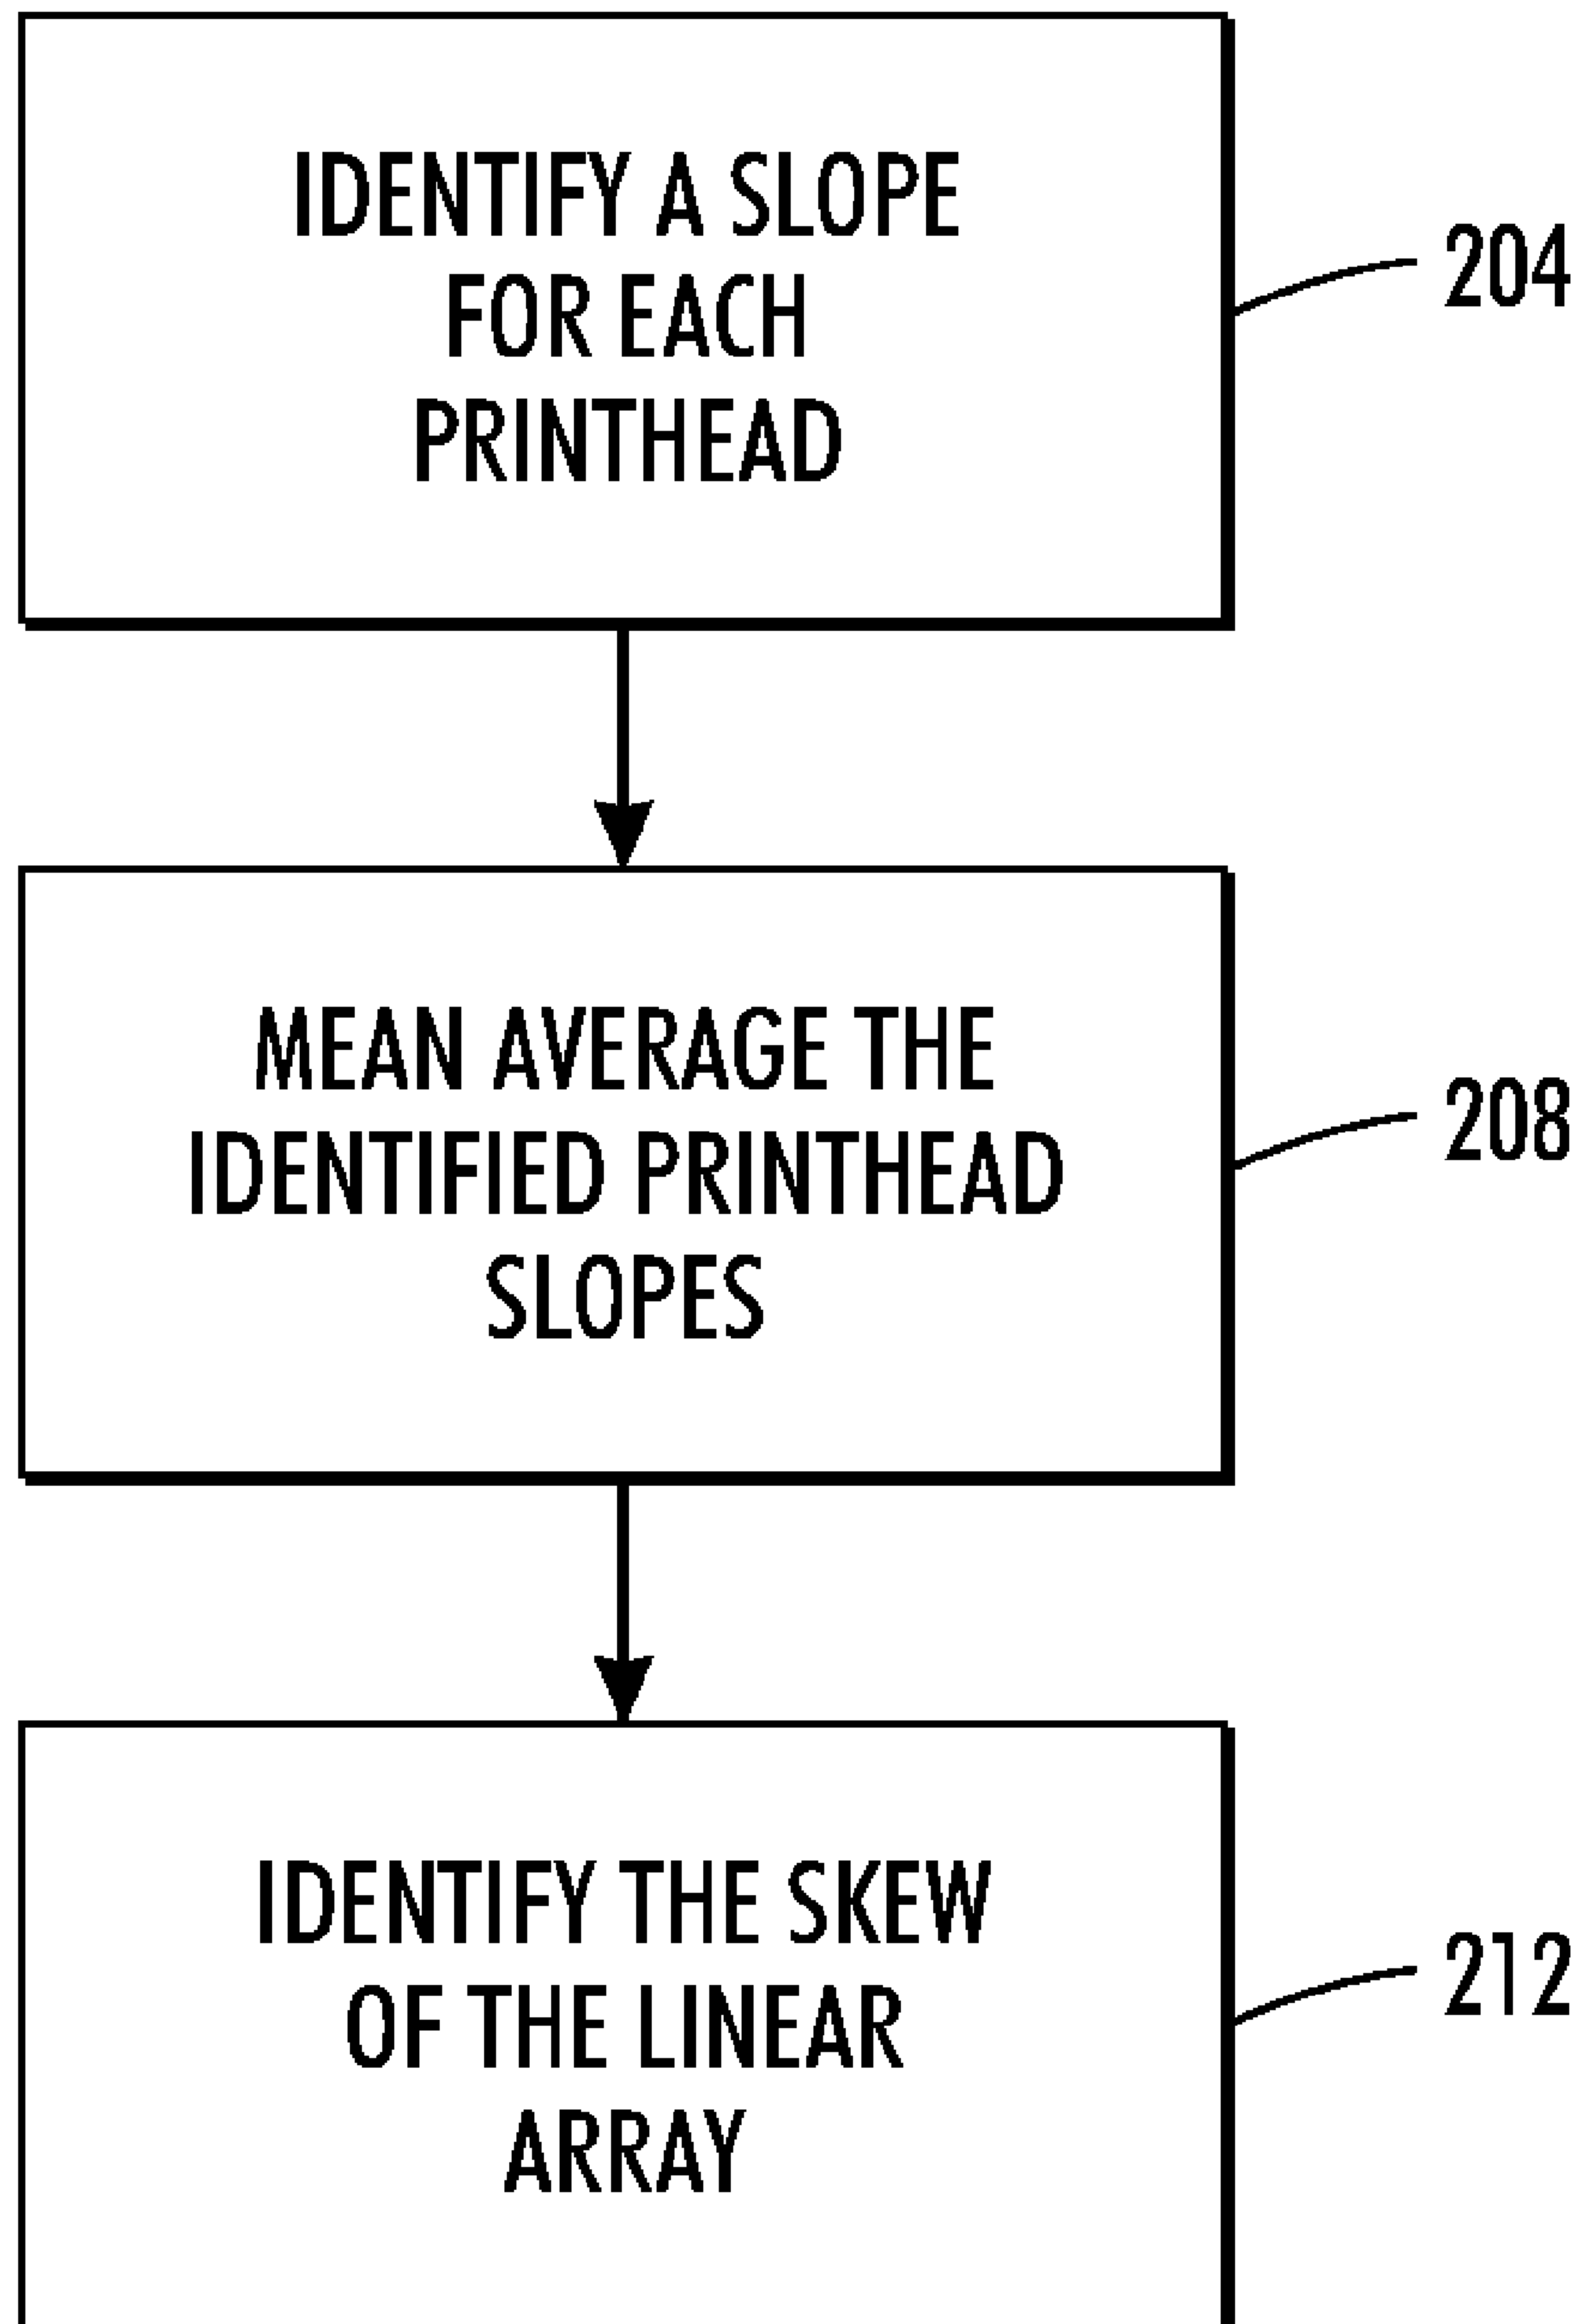 IDENTIFY A SLOPE
FOR EACH
PRINTHEAD
204
MEAN AVERAGE THE
IDENTIFIED PRINTHEAD
SLOPES
208
IDENTIFY THE SKEW
OF THE LINEAR
ARRAY
212